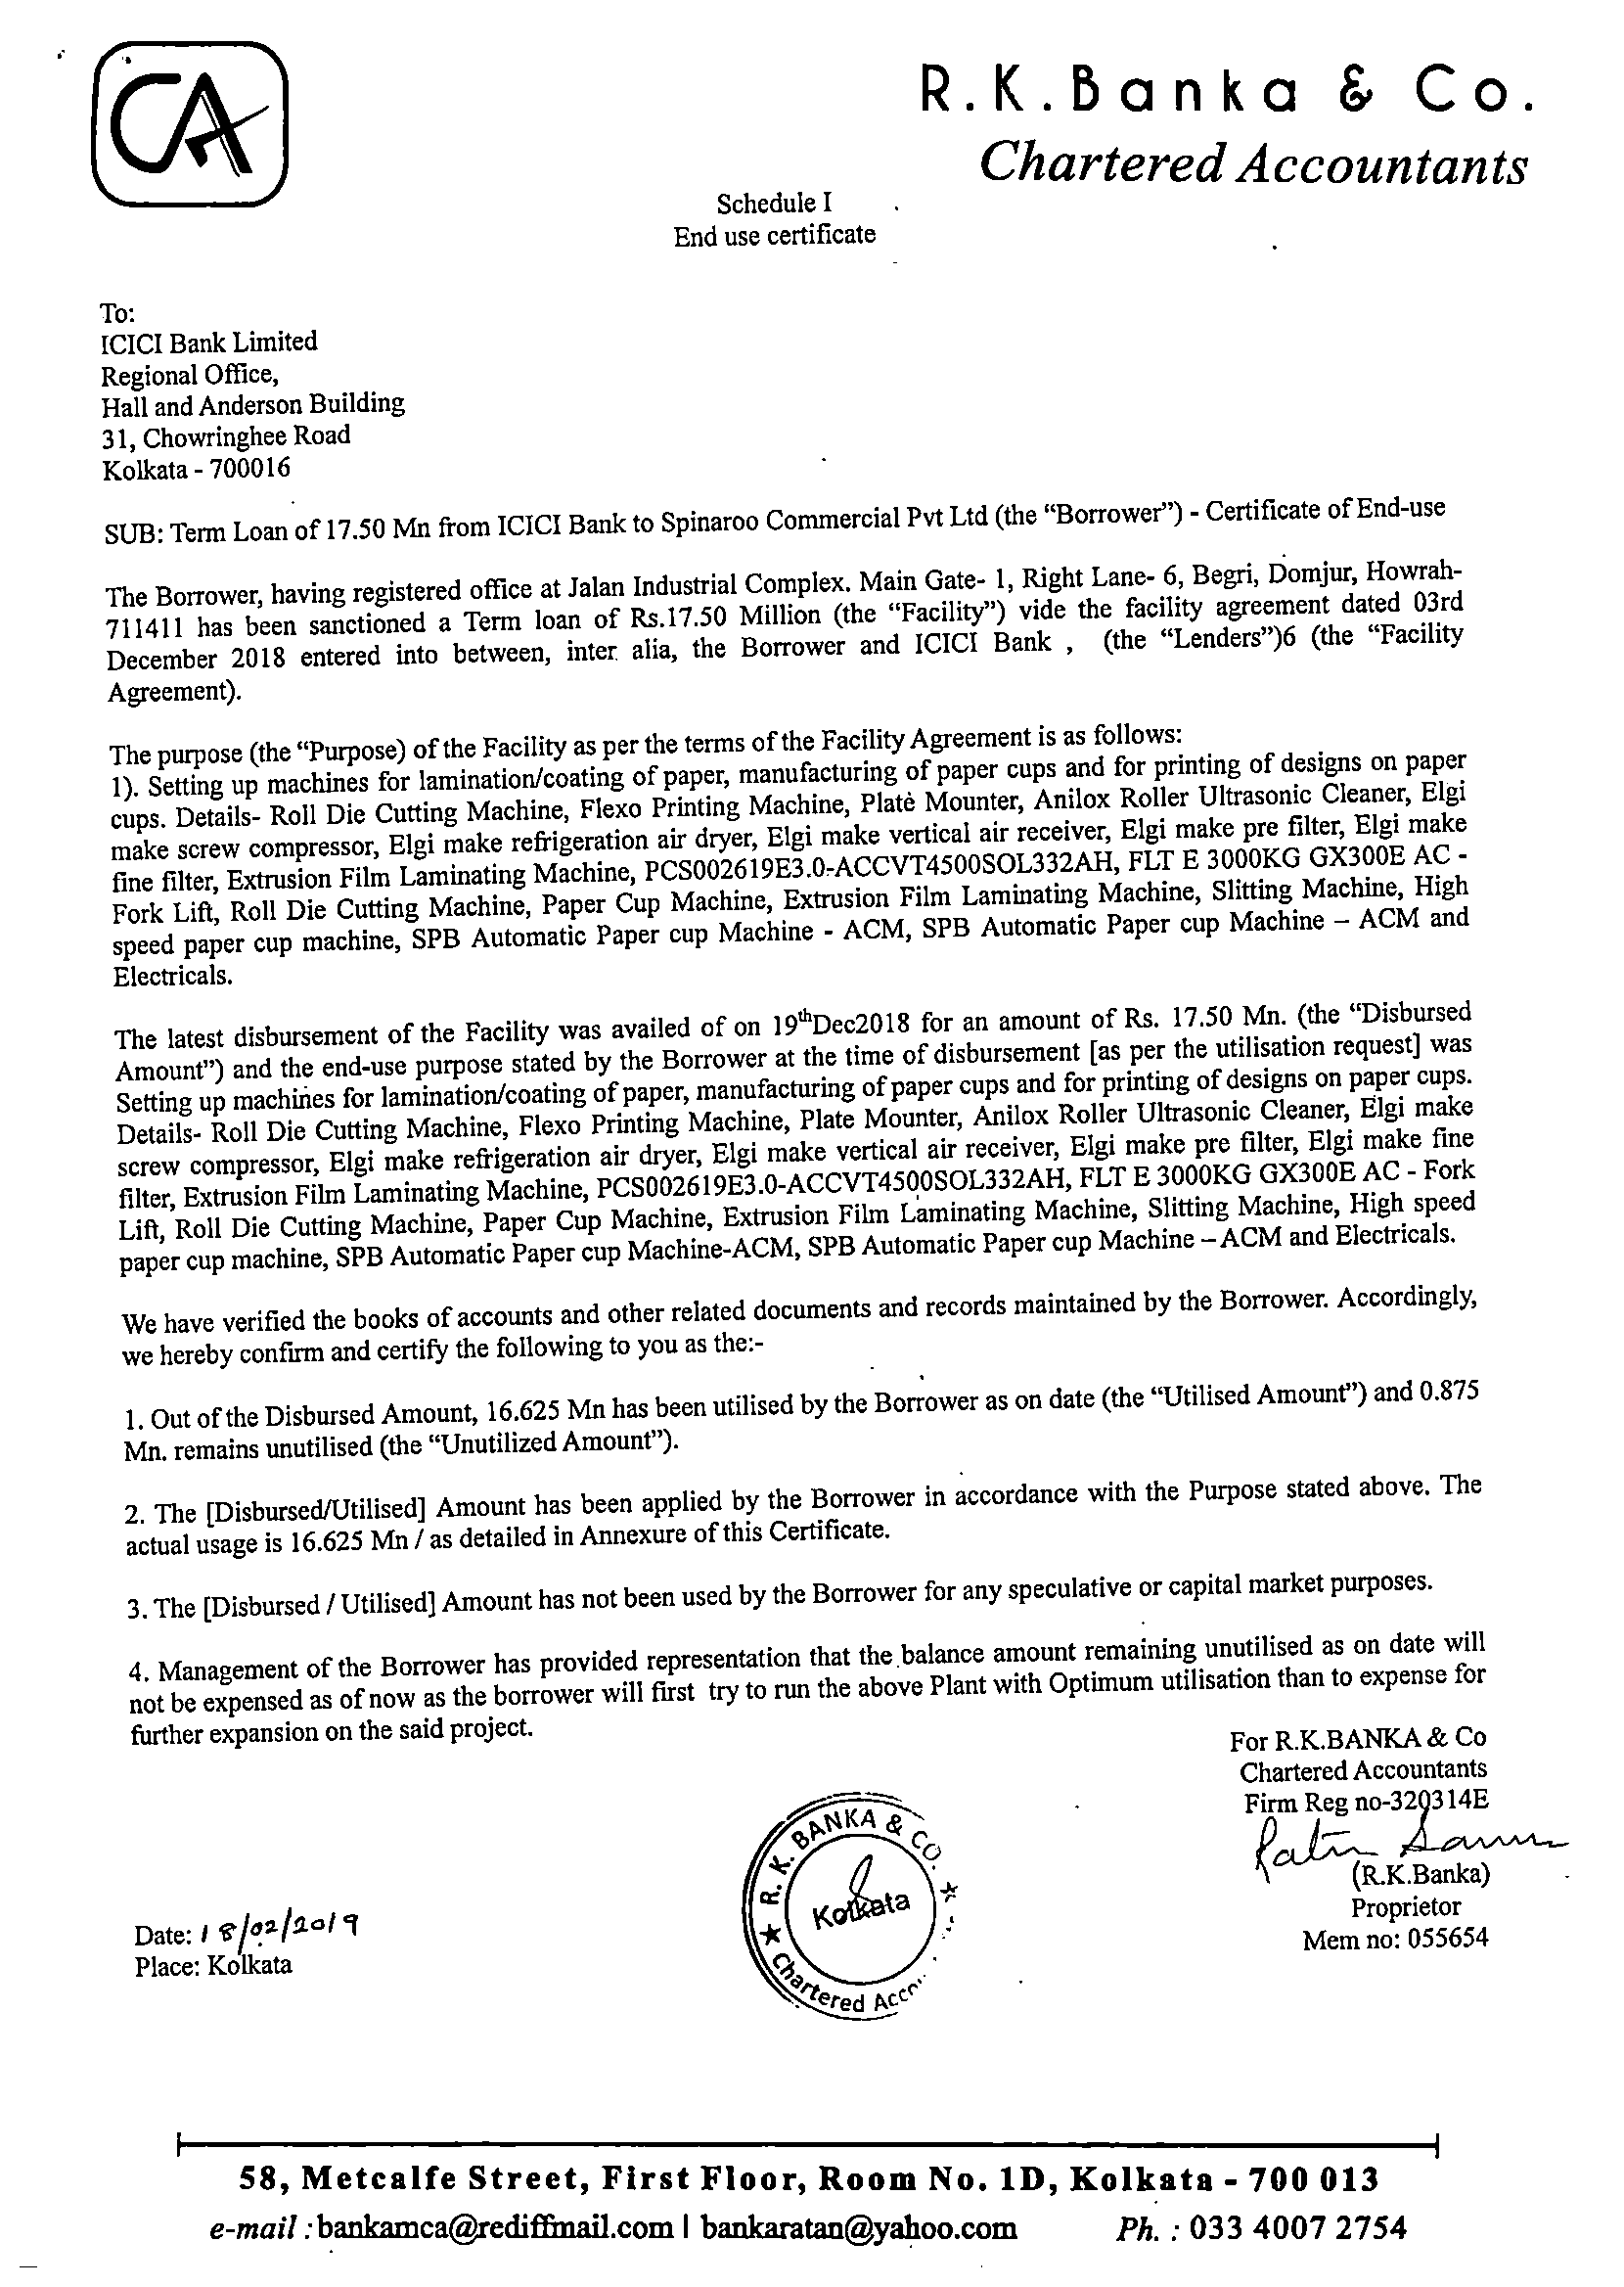 CA
R.K.Banka & Co.
Chartered Accountants
Schedule I
End use certificate
To:
ICICI Bank Limited
Regional Office,
Hall and Anderson Building
31, Chowringhee Road
Kolkata - 700016
SUB: Term Loan of 17.50 Mn from ICICI Bank to Spinaroo Commercial Pvt Ltd (the “Borrower”) - Certificate of End-use
The Borrower, having registered office at Jalan Industrial Complex. Main Gate- 1, Right Lane- 6, Begri, Domjur, Howrah-
711411 has been sanctioned a Term loan of Rs.17.50 Million (the “Facility”) vide the facility agreement dated 03rd
December 2018 entered into between, inter alia, the Borrower and ICICI Bank , (the “Lenders”)6 (the “Facility
Agreement).
The purpose (the “Purpose) of the Facility as per the terms of the Facility Agreement is as follows:
1). Setting up machines for lamination/coating of paper, manufacturing of paper cups and for printing of designs on paper
cups. Details- Roll Die Cutting Machine, Flexo Printing Machine, Plate Mounter, Anilox Roller Ultrasonic Cleaner, Elgi
make screw compressor, Elgi make refrigeration air dryer, Elgi make vertical air receiver, Elgi make pre filter, Elgi make
fine filter, Extrusion Film Laminating Machine, PCS002619E3.0-ACCVT4500SOL332AH, FLT E 3000KG GX300E AC -
Fork Lift, Roll Die Cutting Machine, Paper Cup Machine, Extrusion Film Laminating Machine, Slitting Machine, High
speed paper cup machine, SPB Automatic Paper cup Machine - ACM, SPB Automatic Paper cup Machine – ACM and
Electricals.
The latest disbursement of the Facility was availed of on 19thDec2018 for an amount of Rs. 17.50 Mn. (the “Disbursed
Amount”) and the end-use purpose stated by the Borrower at the time of disbursement [as per the utilisation request] was
Setting up machines for lamination/coating of paper, manufacturing of paper cups and for printing of designs on paper cups.
Details- Roll Die Cutting Machine, Flexo Printing Machine, Plate Mounter, Anilox Roller Ultrasonic Cleaner, Elgi make
screw compressor, Elgi make refrigeration air dryer, Elgi make vertical air receiver, Elgi make pre filter, Elgi make fine
filter, Extrusion Film Laminating Machine, PCS002619E3.0-ACCVT4500SOL332AH, FLT E 3000KG GX300E AC - Fork
Lift, Roll Die Cutting Machine, Paper Cup Machine, Extrusion Film Laminating Machine, Slitting Machine, High speed
paper cup machine, SPB Automatic Paper cup Machine-ACM, SPB Automatic Paper cup Machine – ACM and Electricals.
We have verified the books of accounts and other related documents and records maintained by the Borrower. Accordingly,
we hereby confirm and certify the following to you as the:-
1. Out of the Disbursed Amount, 16.625 Mn has been utilised by the Borrower as on date (the “Utilised Amount”) and 0.875
Mn. remains unutilised (the “Unutilized Amount”).
2. The [Disbursed/Utilised] Amount has been applied by the Borrower in accordance with the Purpose stated above. The
actual usage is 16.625 Mn / as detailed in Annexure of this Certificate.
3. The [Disbursed / Utilised] Amount has not been used by the Borrower for any speculative or capital market purposes.
4. Management of the Borrower has provided representation that the balance amount remaining unutilised as on date will
not be expensed as of now as the borrower will first try to run the above Plant with Optimum utilisation than to expense for
further expansion on the said project.
For R.K.BANKA & Co
Chartered Accountants
Firm Reg no-320314E
(R.K.Banka)
Proprietor
Mem no: 055654
R. K. BANKA & CO.
Kolkata
Chartered
Date: 18/02/2019
Place: Kolkata
58, Metcalfe Street, First Floor, Room No. 1D, Kolkata - 700 013
e-mail : bankamca@rediffmail.com | bankaratan@yahoo.com Ph. : 033 4007 2754